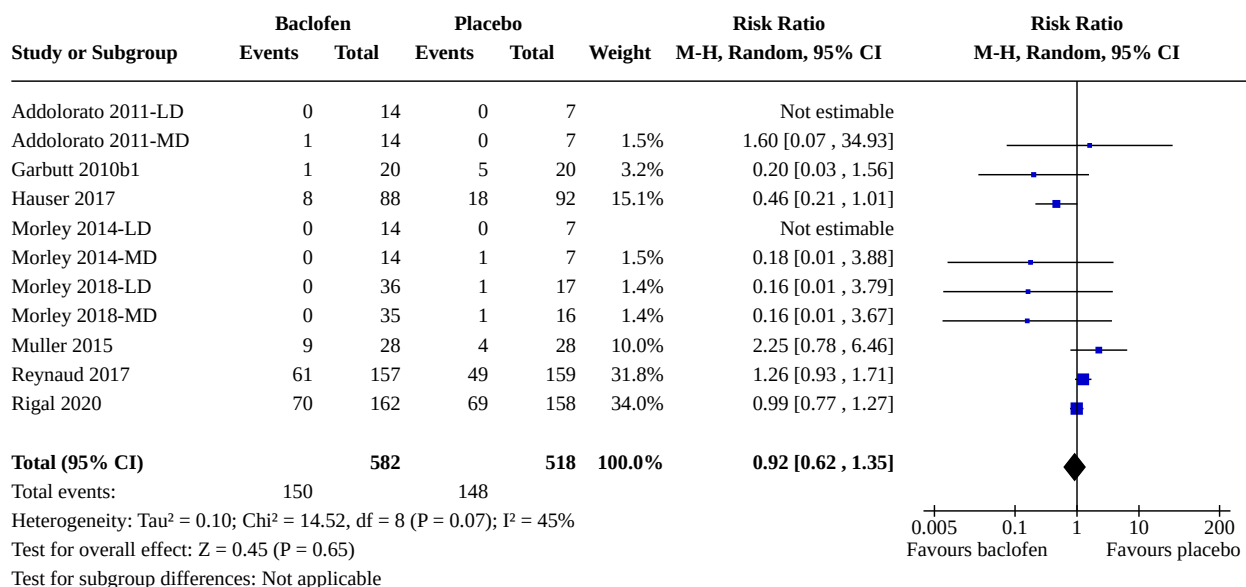 Baclofen Placebo Risk Ratio Risk Ratio
Study or Subgroup Events Total Events Total Weight M-H, Random, 95% CI M-H, Random, 95% CI
Addolorato 2011-LD 0 14 0 7 Not estimable
Addolorato 2011-MD 1 14 0 7 1.5% 1.60 [0.07 , 34.93]
Garbutt 2010b1 1 20 5 20 3.2% 0.20 [0.03 , 1.56]
Hauser 2017 8 88 18 92 15.1% 0.46 [0.21 , 1.01]
Morley 2014-LD 0 14 0 7 Not estimable
Morley 2014-MD 0 14 1 7 1.5% 0.18 [0.01 , 3.88]
Morley 2018-LD 0 36 1 17 1.4% 0.16 [0.01 , 3.79]
Morley 2018-MD 0 35 1 16 1.4% 0.16 [0.01 , 3.67]
Muller 2015 9 28 4 28 10.0% 2.25 [0.78 , 6.46]
Reynaud 2017 61 157 49 159 31.8% 1.26 [0.93 , 1.71]
Rigal 2020 70 162 69 158 34.0% 0.99 [0.77 , 1.27]
Total (95% CI) 582 518 100.0% 0.92 [0.62 , 1.35]
Total events: 150 148
Heterogeneity: Tau² = 0.10; Chi² = 14.52, df = 8 (P = 0.07); I² = 45%
0.005 0.1 1 10 200
Test for overall effect: Z = 0.45 (P = 0.65)
Favours baclofen Favours placebo
Test for subgroup differences: Not applicable